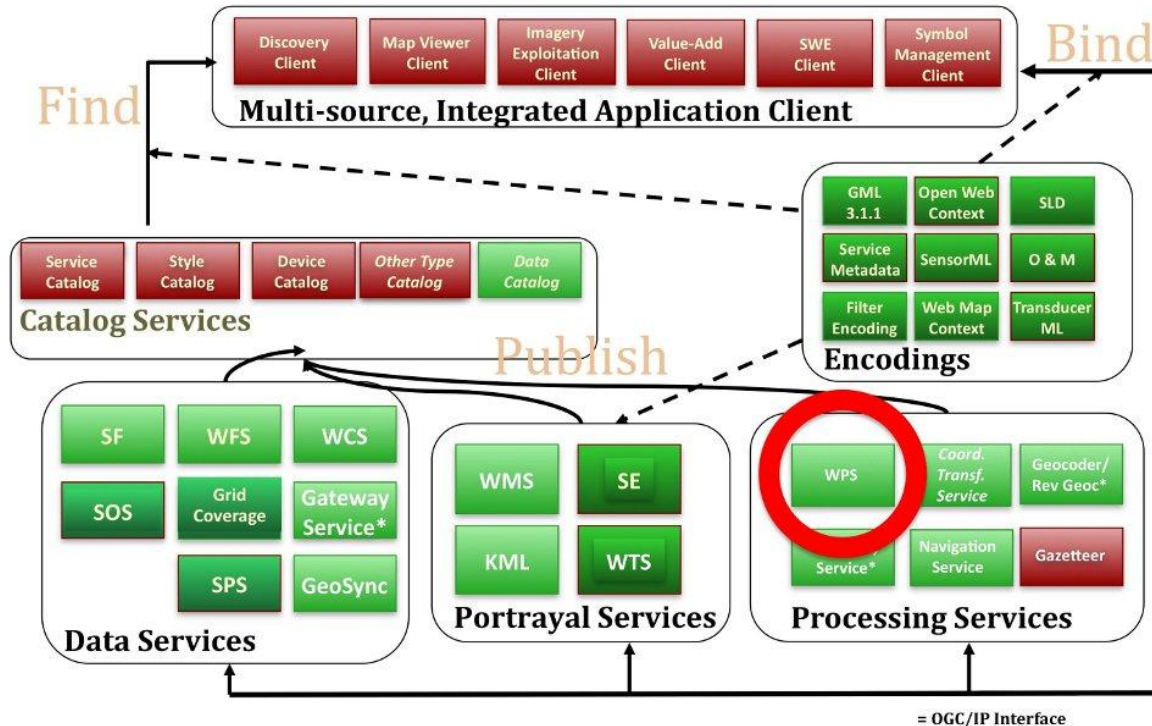 Discovery
Client
Map Viewer
Client
Imagery
Exploitation
Client
Value-Add
Client
SWE
Client
Symbol
Management
Client
Multi-source, Integrated Application Client
Find
Bind
GML
3.1.1
Open Web
Context
SLD
Service
Metadata
SensorML
O & M
Filter
Encoding
Web Map
Context
Transducer
ML
Encodings
Service
Catalog
Style
Catalog
Device
Catalog
Other Type
Catalog
Data
Catalog
Catalog Services
Publish
SF
WFS
WCS
SOS
Grid
Coverage
Gateway
Service*
SPS
GeoSync
Data Services
WMS
SE
KML
WTS
Portrayal Services
WPS
Coord.
Transf.
Service
Geocoder/
Rev Geoc*
Service*
Navigation
Service
Gazetteer
Processing Services
= OGC/IP Interface